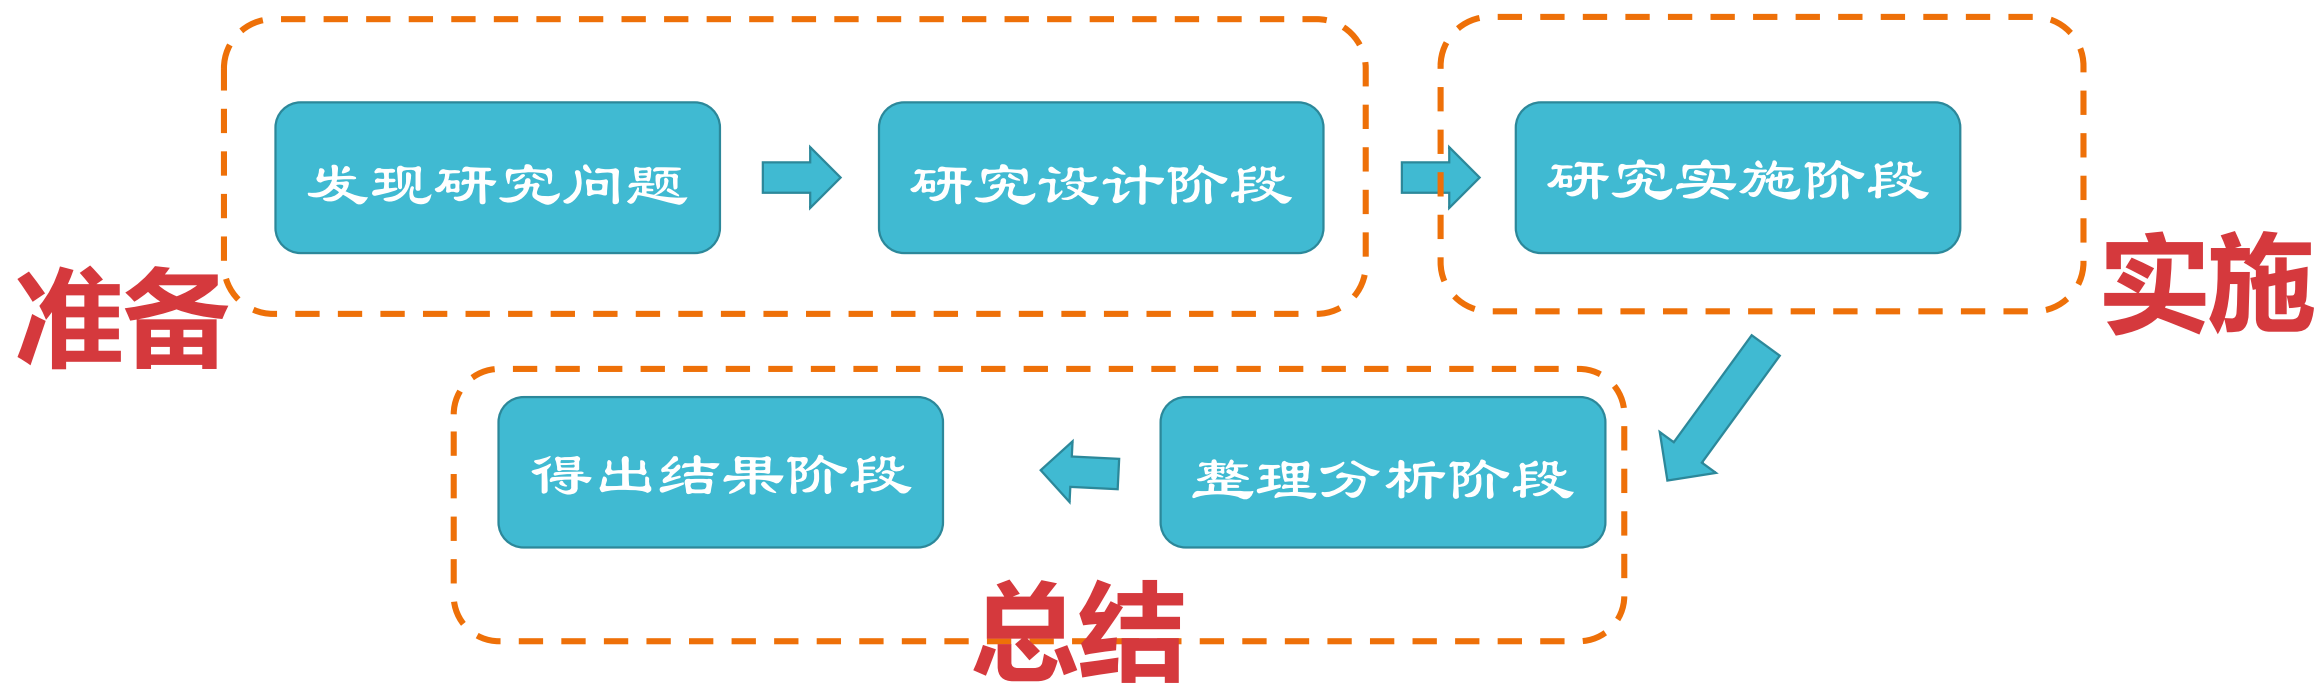 发现研究问题
研究设计阶段
研究实施阶段
准备
实施
得出结果阶段
整理分析阶段
总结